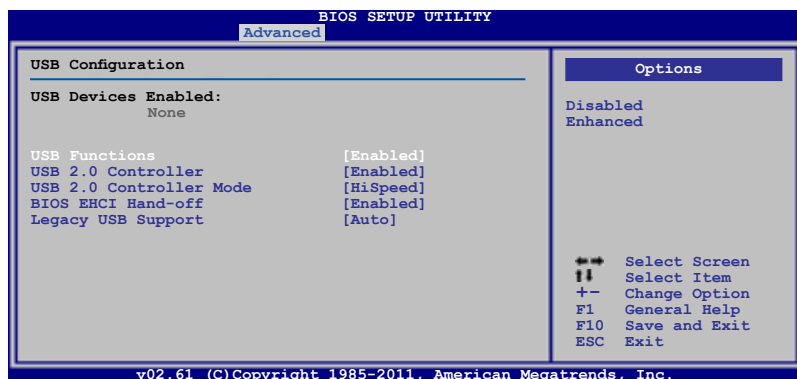 BIOS SETUP UTILITY
Advanced
USB Configuration
USB Devices Enabled:
None
USB Functions [Enabled]
USB 2.0 Controller [Enabled]
USB 2.0 Controller Mode [HiSpeed]
BIOS EHCI Hand-off [Enabled]
Legacy USB Support [Auto]
Options
Disabled
Enhanced
Select Screen
Select Item
+- Change Option
F1 General Help
F10 Save and Exit
ESC Exit
v02.61 (C)Copyright 1985-2011, American Megatrends, Inc.